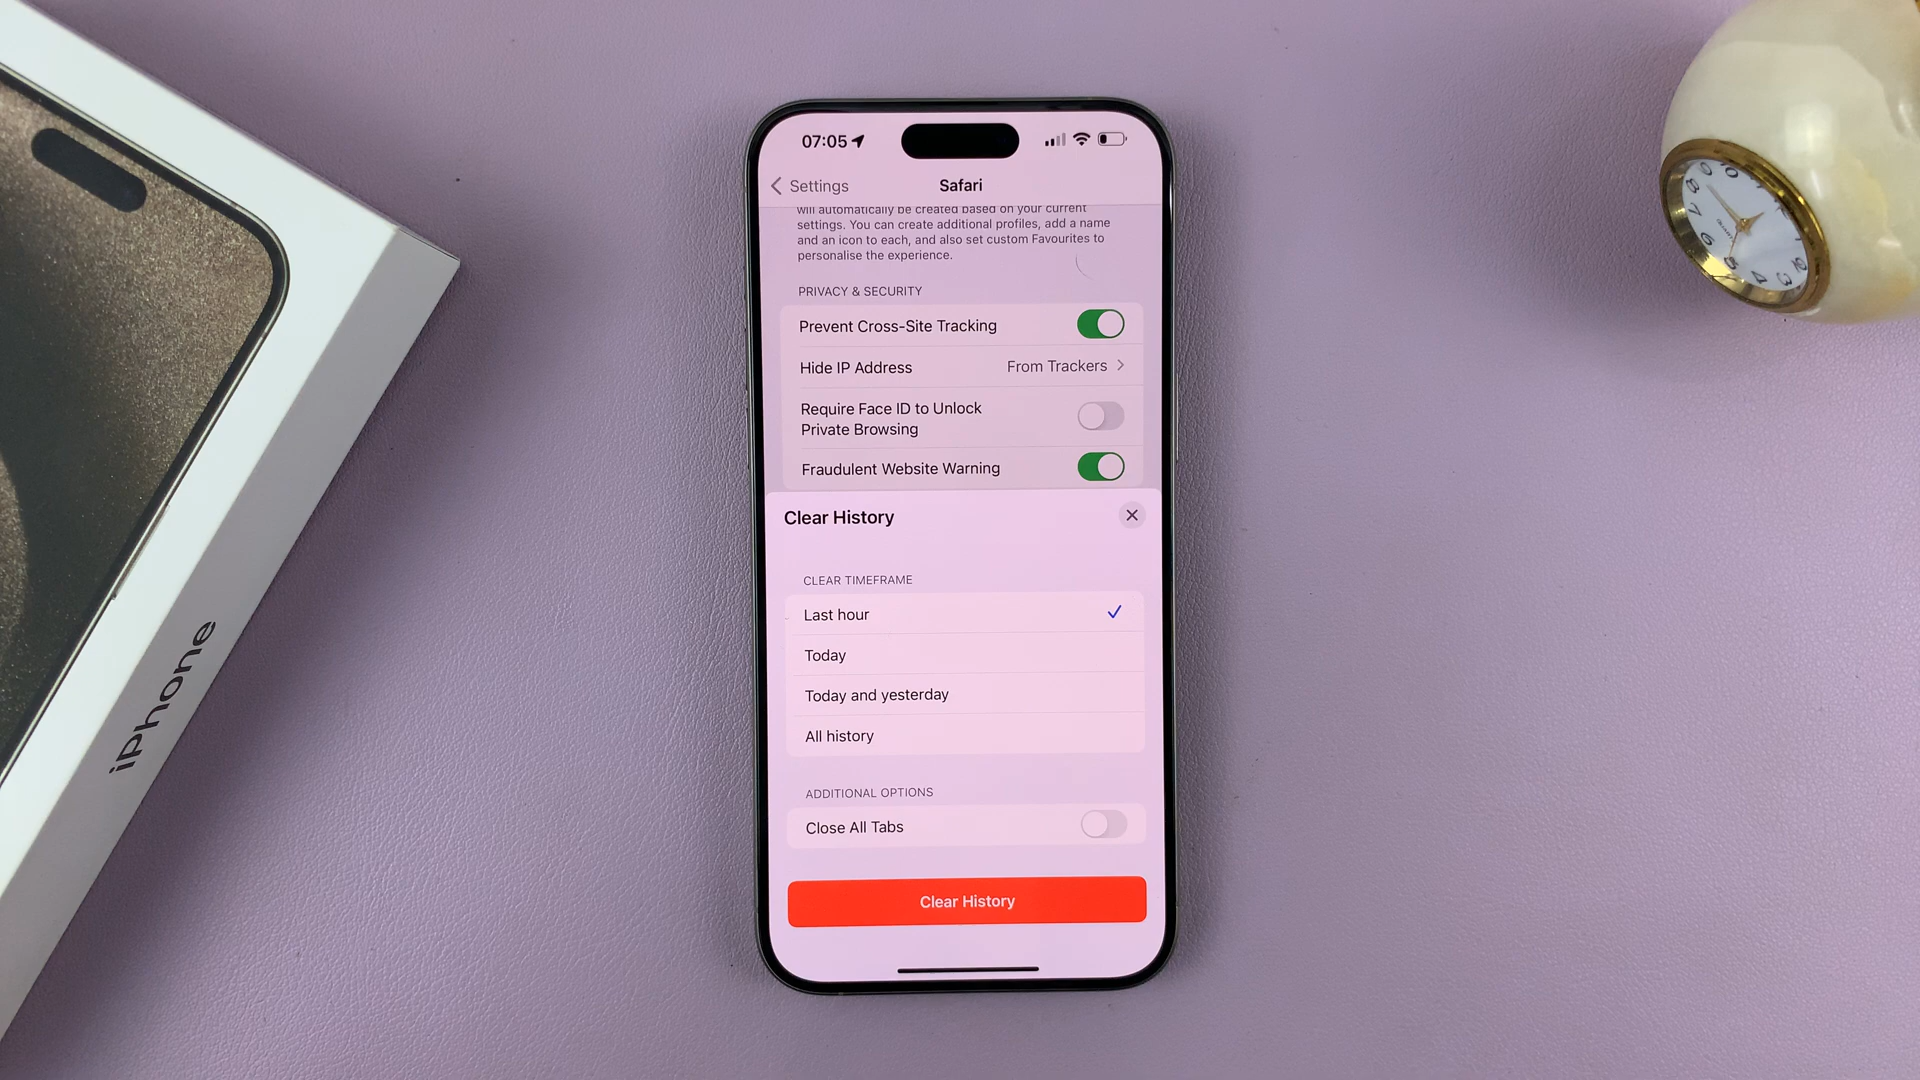 07:05
Settings
Safari
will automatically be created based on your current
settings. You can create additional profiles, add a name
and an icon to each, and also set custom Favourites to
personalise the experience.
PRIVACY & SECURITY
Prevent Cross-Site Tracking
Hide IP Address
From Trackers
Require Face ID to Unlock
Private Browsing
Fraudulent Website Warning
Clear History
CLEAR TIMEFRAME
Last hour
Today
Today and yesterday
All history
ADDITIONAL OPTIONS
Close All Tabs
Clear History
iPhone